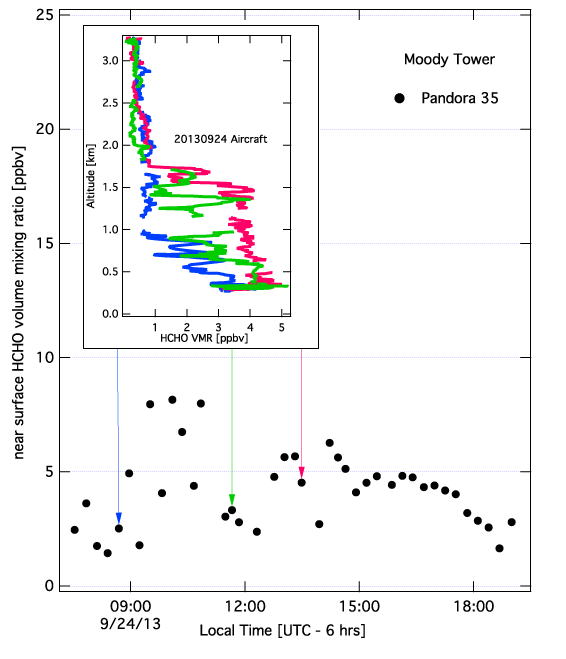 25
20
15
10
5
0
near surface HCHO volume mixing ratio [ppbv]
Moody Tower
Pandora 35
3.0
2.5
2.0
1.5
1.0
0.5
0.0
Altitude [km]
20130924 Aircraft
1 2 3 4 5
HCHO VMR [ppbv]
09:00 12:00 15:00 18:00
9/24/13
Local Time [UTC - 6 hrs]